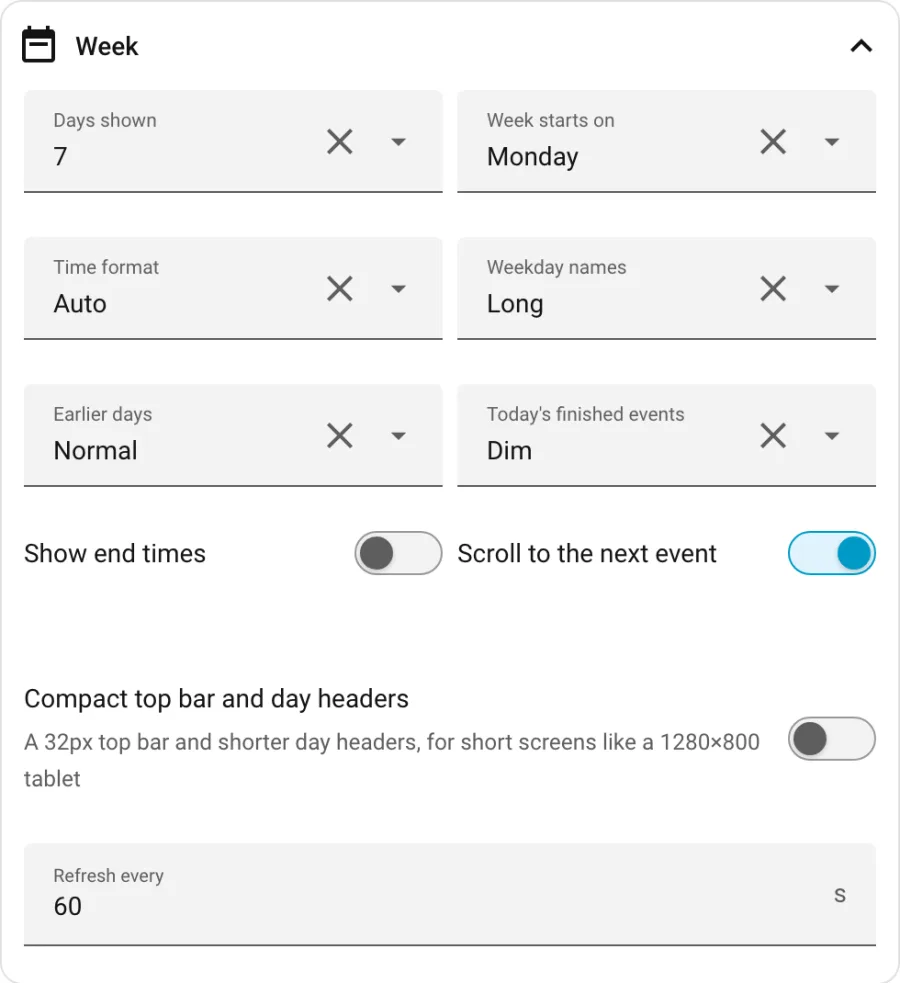 Week
Days shown
7
Week starts on
Monday
Time format
Auto
Weekday names
Long
Earlier days
Normal
Today's finished events
Dim
Show end times
Scroll to the next event
Compact top bar and day headers
A 32px top bar and shorter day headers, for short screens like a 1280×800
tablet
Refresh every
60
s